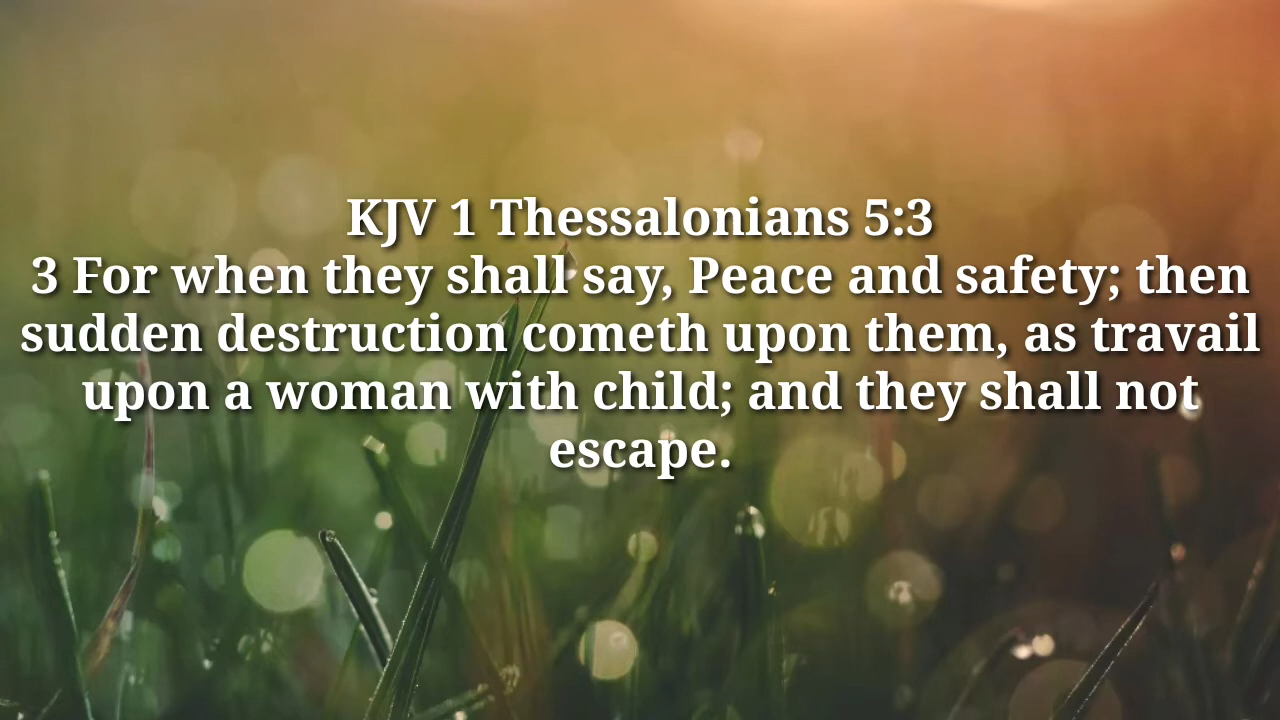 KJV 1 Thessalonians 5:3
3 For when they shall say, Peace and safety; then
sudden destruction cometh upon them, as travail
upon a woman with child; and they shall not
escape.